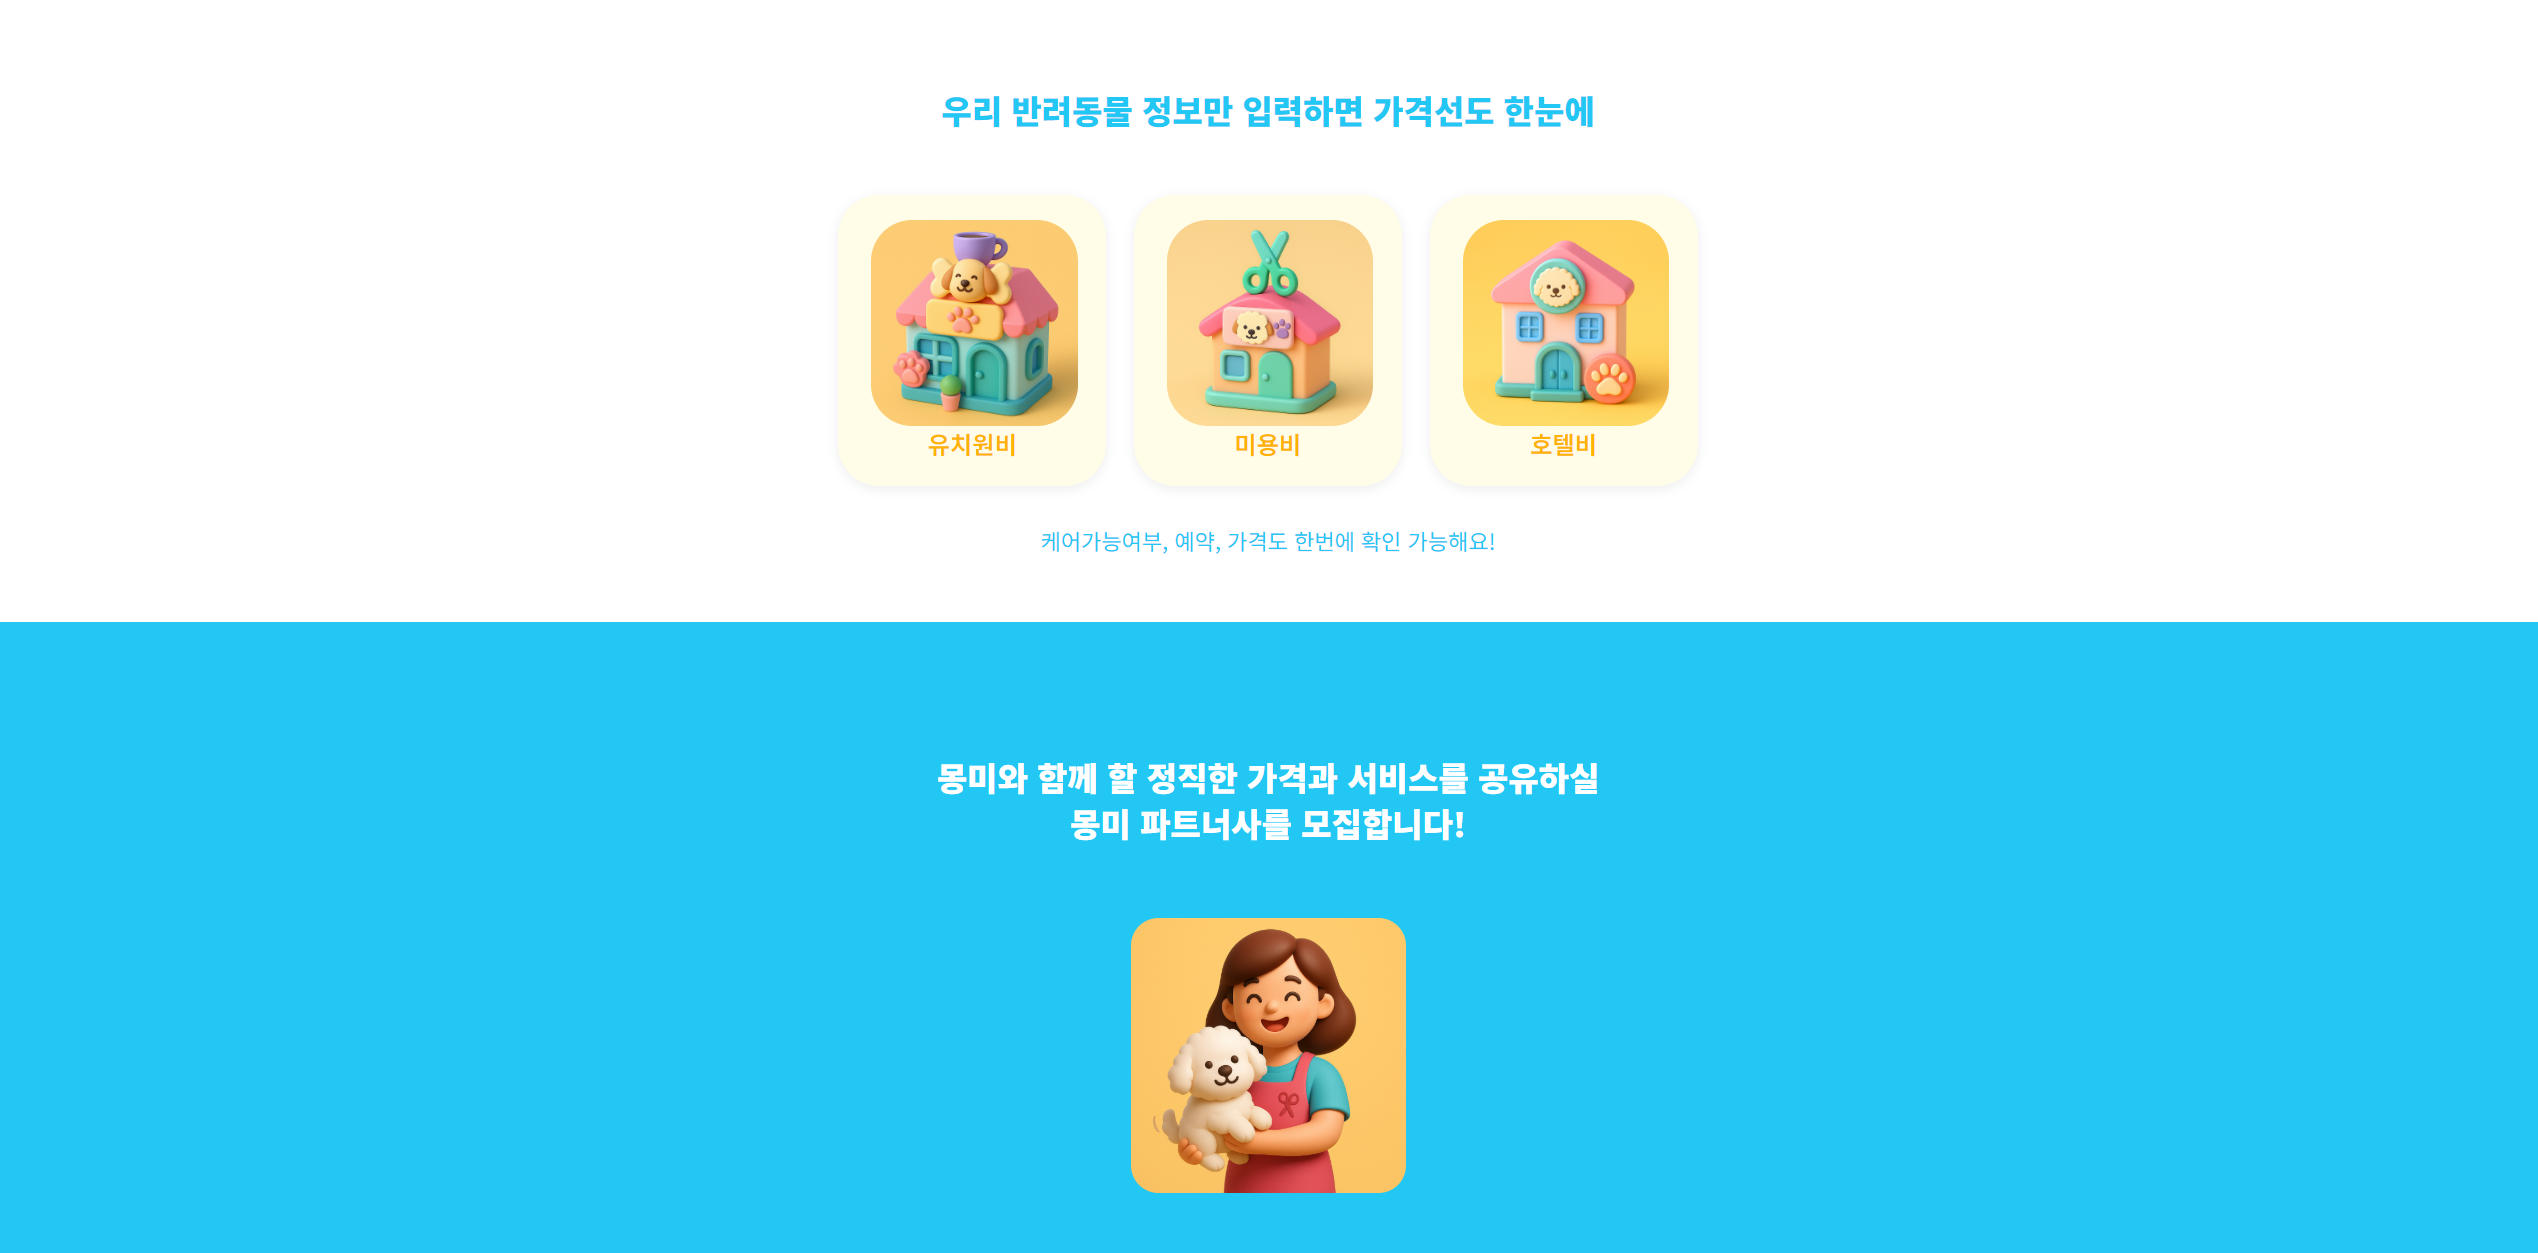 우리 반려동물 정보만 입력하면 가격선도 한눈에
유치원비
미용비
호텔비
케어가능여부, 예약, 가격도 한번에 확인 가능해요!
몽미와 함께 할 정직한 가격과 서비스를 공유하실
몽미 파트너사를 모집합니다!